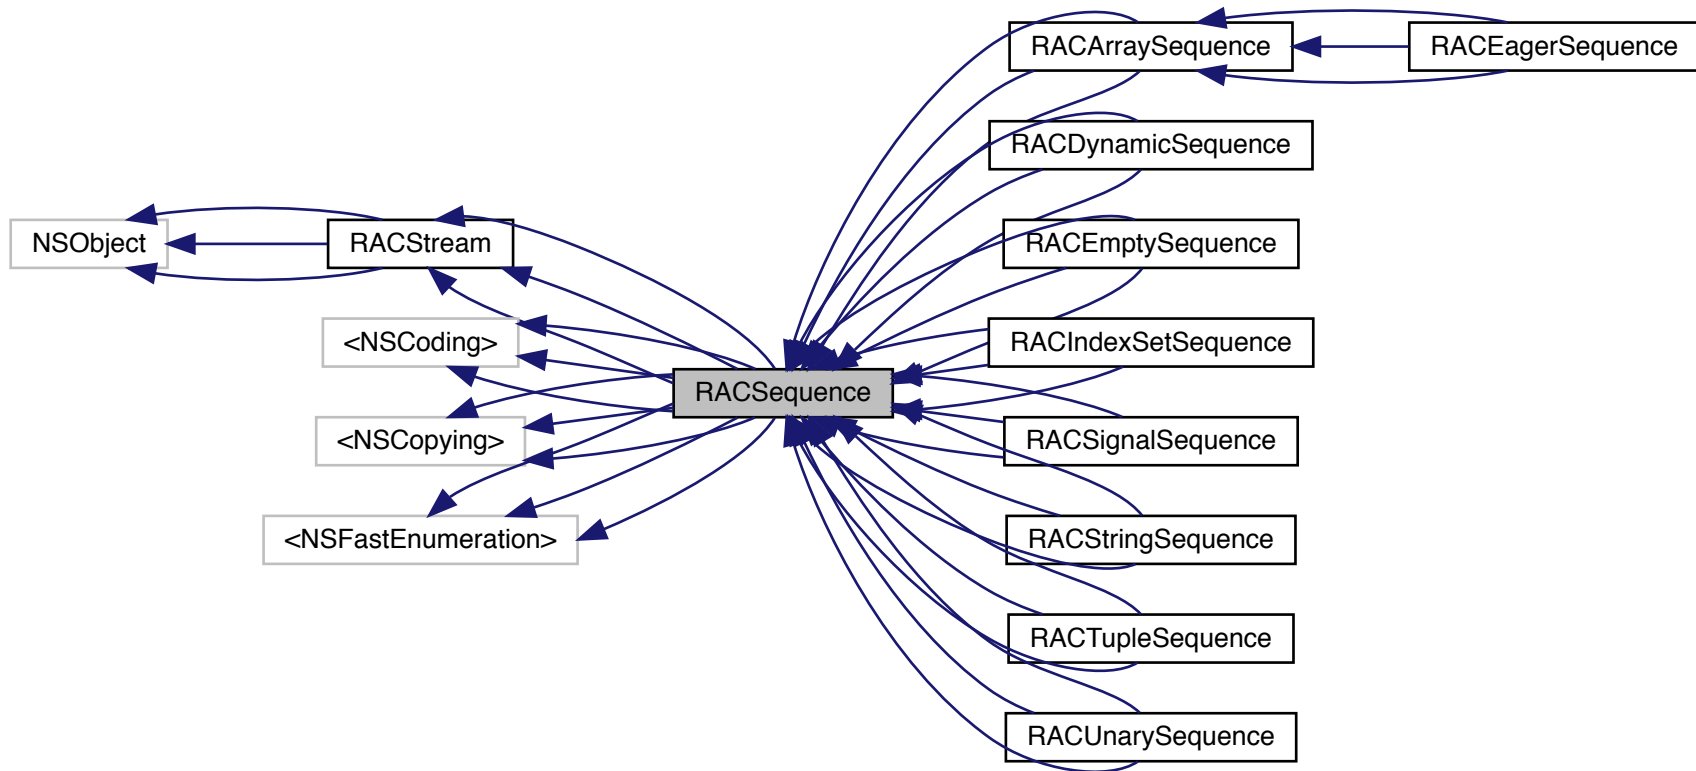 NSObject
RACStream
<NSCoding>
<NSCopying>
<NSFastEnumeration>
RACSequence
RACArraySequence
RACEagerSequence
RACDynamicSequence
RACEmptySequence
RACIndexSetSequence
RACSignalSequence
RACStringSequence
RACTupleSequence
RACUnarySequence